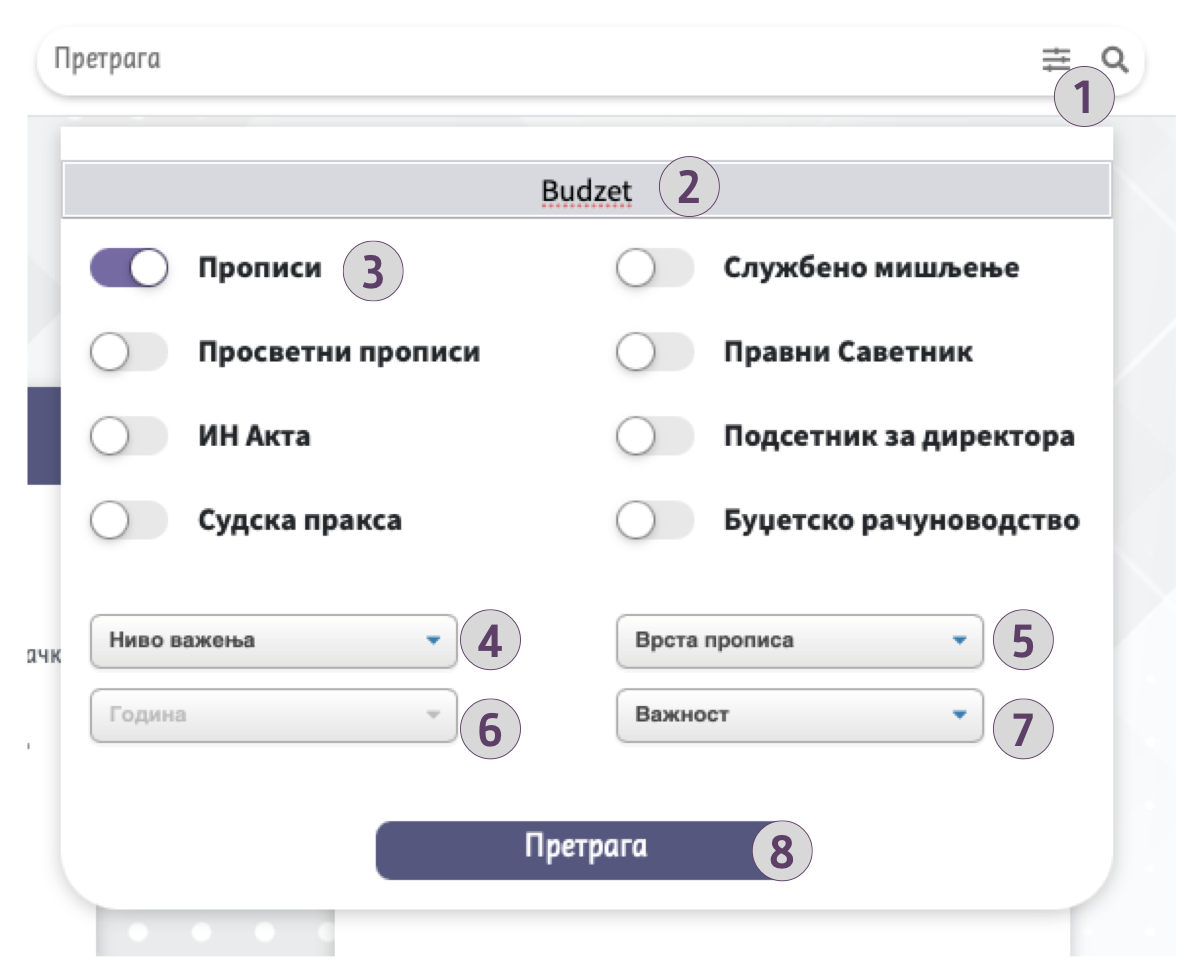 Претрага
1
Budzet 2
Прописи 3 Службено мишљење
Просветни прописи Правни Саветник
ИН Акта Подсетник за директора
Судска пракса Буџетско рачуноводство
Ниво важења 4 Врста прописа 5
ачк
Година 6 Важност 7
Претрага 8